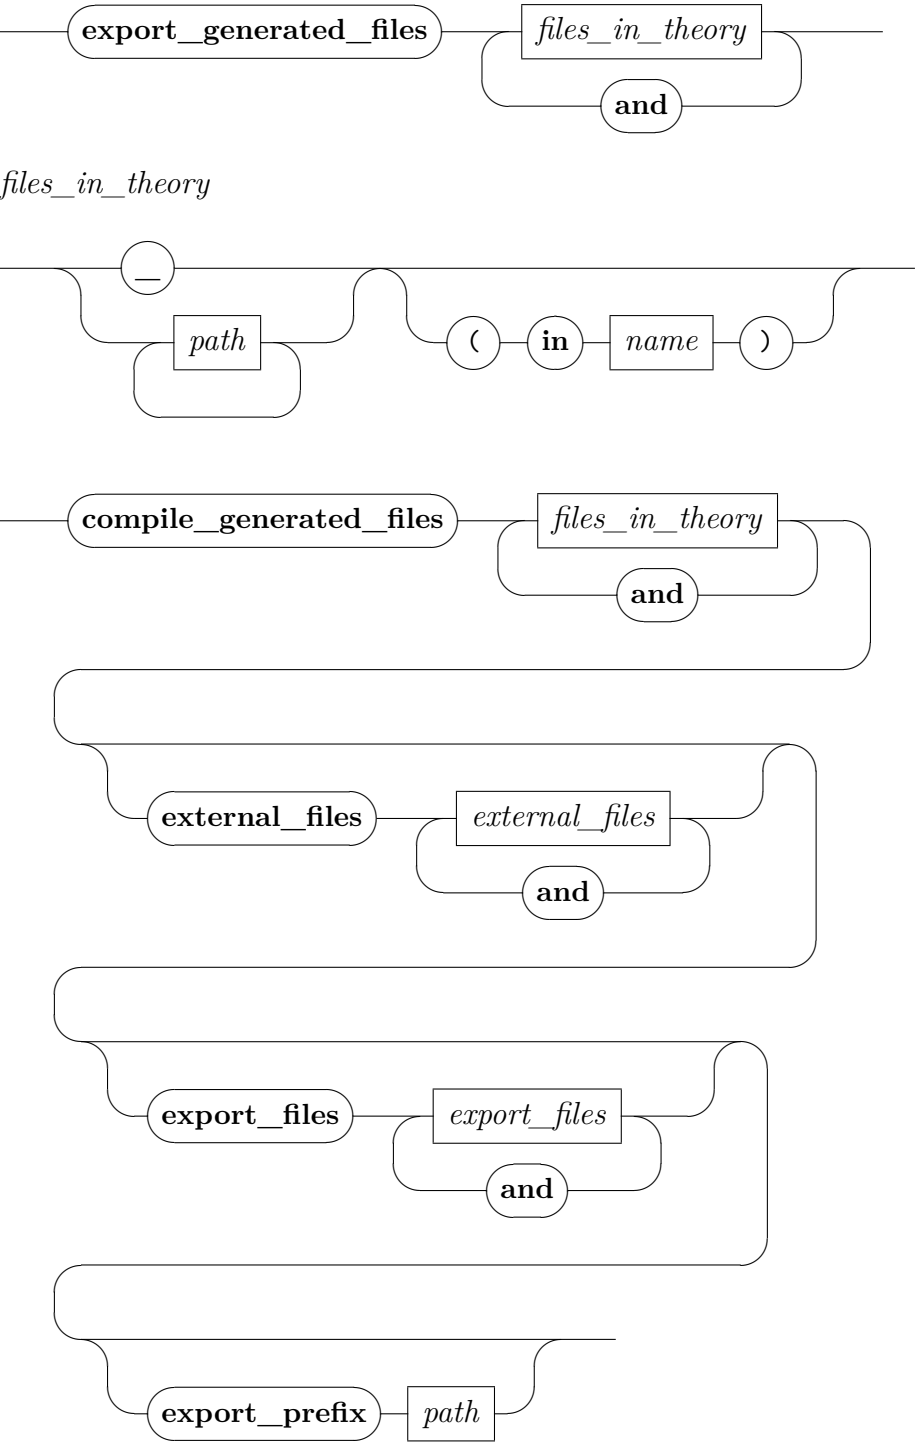 export_generated_files files_in_theory
and
files_in_theory
_
path ( in name )
compile_generated_files files_in_theory
and
external_files external_files
and
export_files export_files
and
export_prefix path